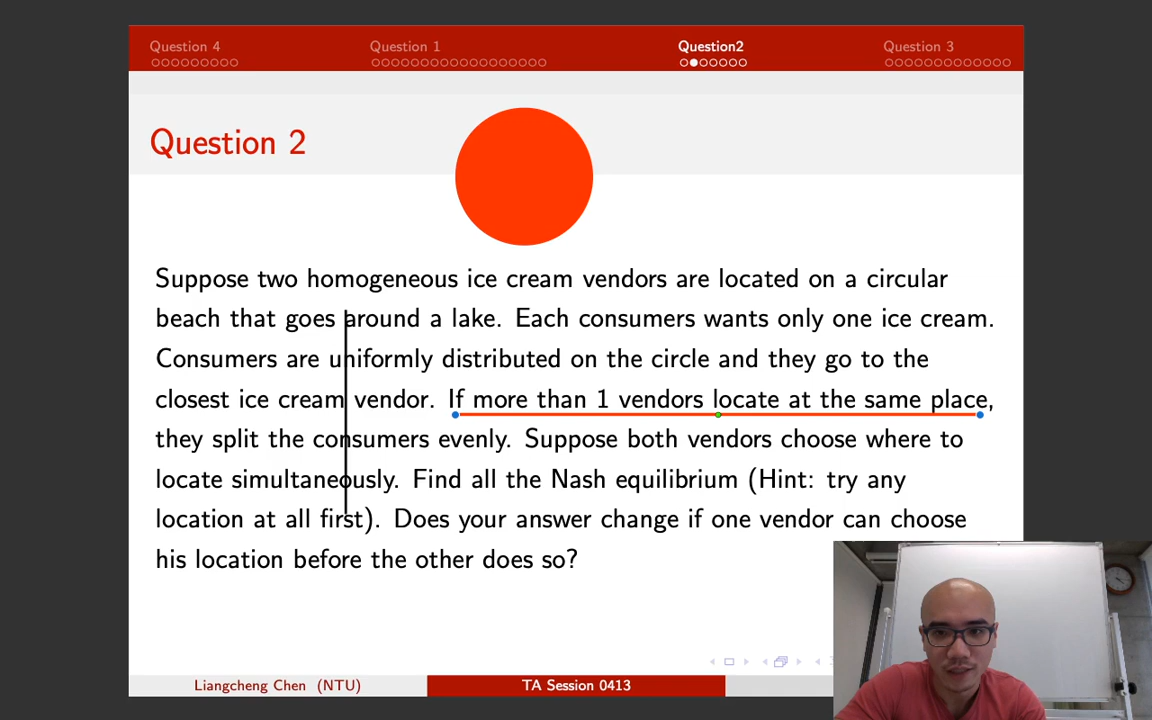 Question 4 Question 1 Question2 Question 3
Question 2
Suppose two homogeneous ice cream vendors are located on a circular
beach that goes around a lake. Each consumers wants only one ice cream.
Consumers are uniformly distributed on the circle and they go to the
closest ice cream vendor. If more than 1 vendors locate at the same place,
they split the consumers evenly. Suppose both vendors choose where to
locate simultaneously. Find all the Nash equilibrium (Hint: try any
location at all first). Does your answer change if one vendor can choose
his location before the other does so?
Liangcheng Chen (NTU) TA Session 0413